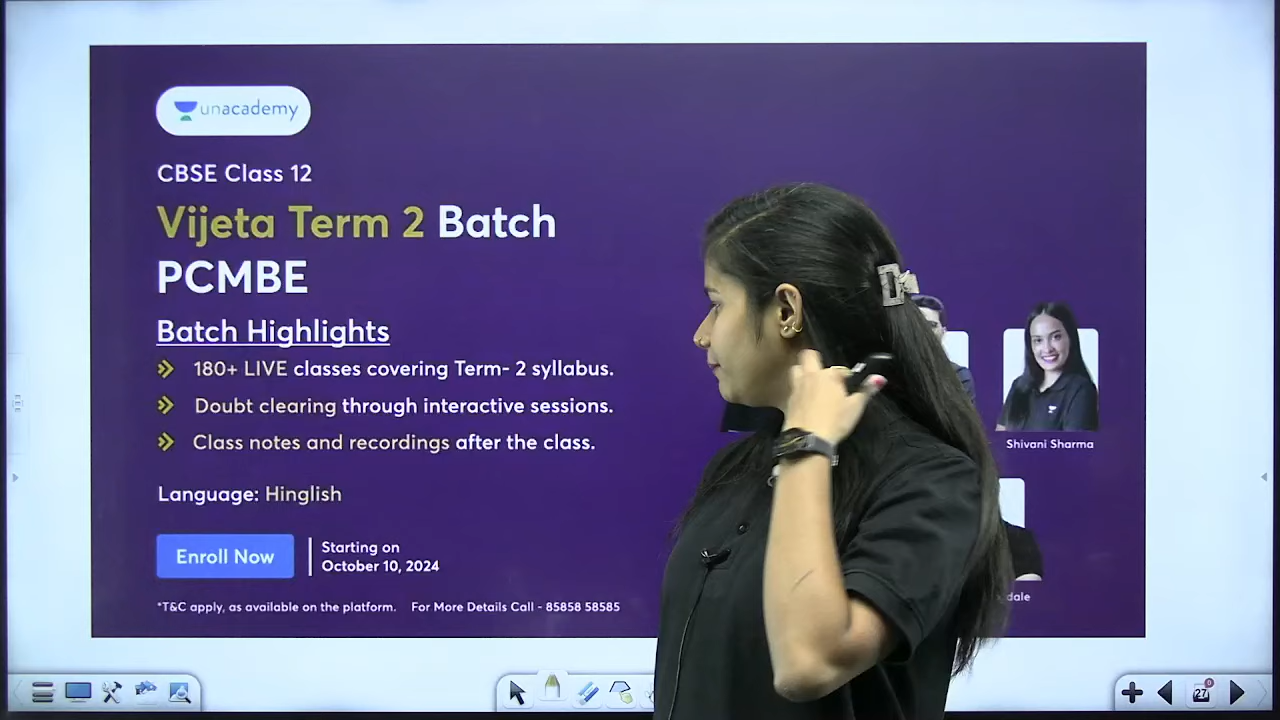 unacademy
CBSE Class 12
Vijeta Term 2 Batch
PCMBE
Batch Highlights
180+ LIVE classes covering Term- 2 syllabus.
Doubt clearing through interactive sessions.
Class notes and recordings after the class.
Language: Hinglish
Enroll Now
Starting on
October 10, 2024
*T&C apply, as available on the platform. For More Details Call - 85858 58585
Shivani Sharma
27
0